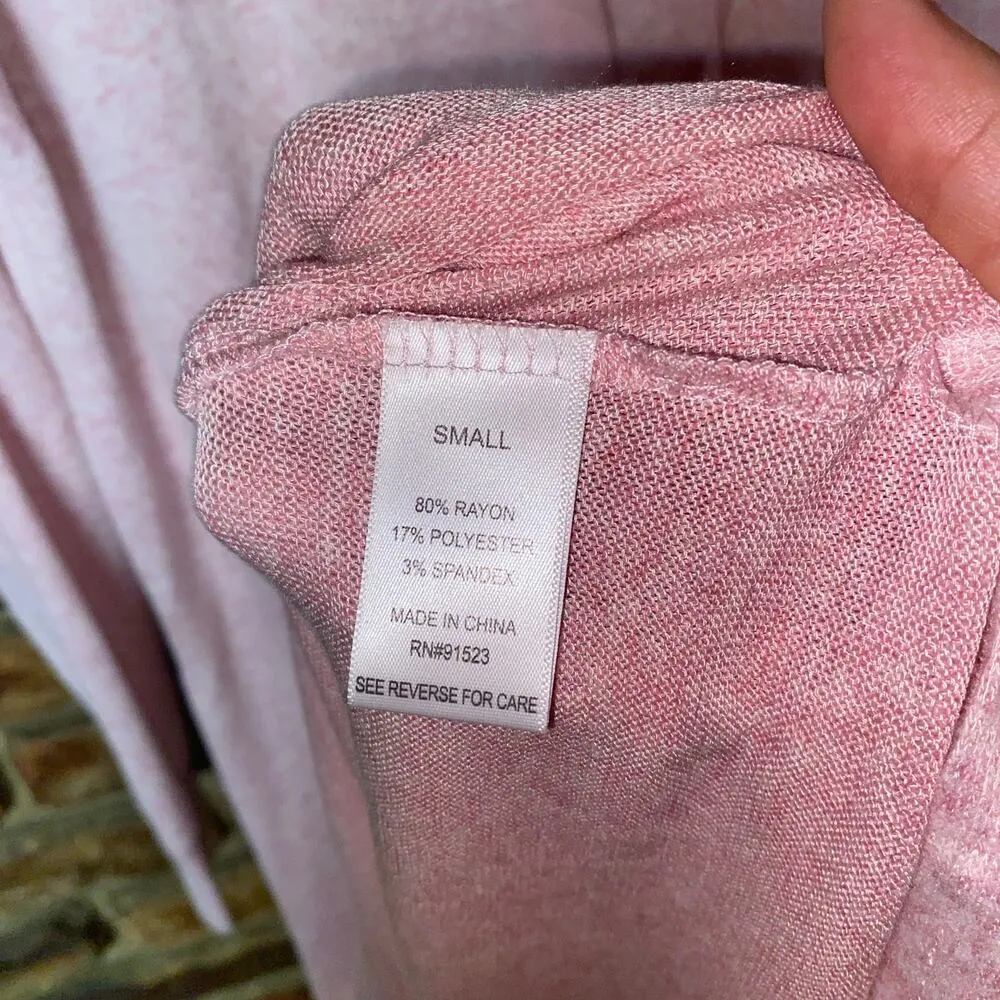 SMALL
80% RAYON
17% POLYESTER
3% SPANDEX
MADE IN CHINA
RN#91523
SEE REVERSE FOR CARE